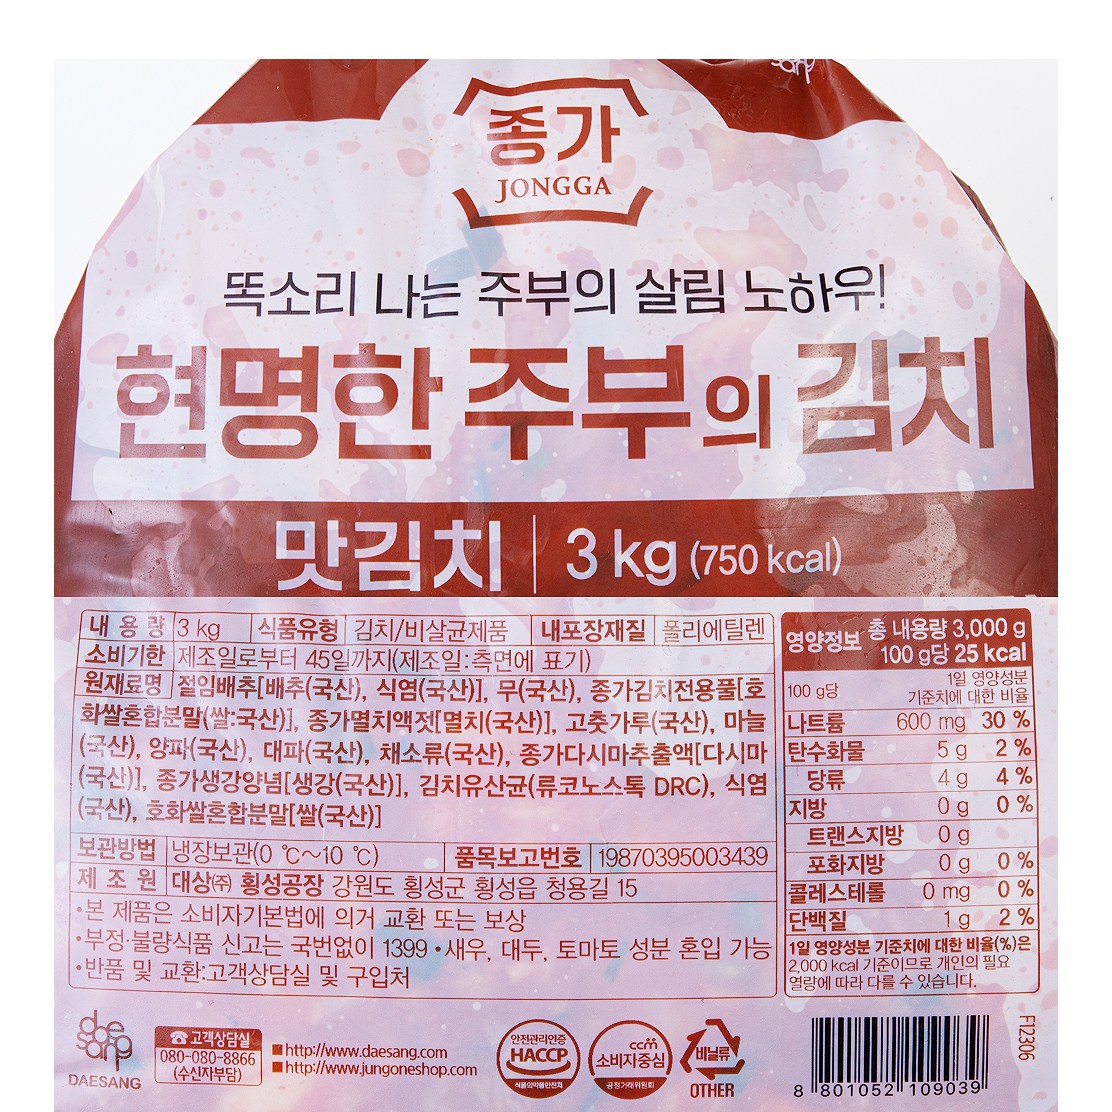 종가
JONGGA
똑소리 나는 주부의 살림 노하우!
현명한 주부의 김치
맛김치 3 kg (750 kcal)
내 용 량 3 kg 식품유형 김치/비살균제품 내포장재질 폴리에틸렌
소비기한 제조일로부터 45일까지(제조일:측면에 표기)
원재료명 절임배추[배추(국산), 식염(국산)], 무(국산), 종가김치전용풀[호
화쌀혼합분말(쌀:국산)], 종가멸치액젓[멸치(국산)], 고춧가루(국산), 마늘
(국산), 양파(국산), 대파(국산), 채소류(국산), 종가다시마추출액[다시마
(국산)], 종가생강양념[생강(국산)], 김치유산균(류코노스톡 DRC), 식염
(국산), 호화쌀혼합분말[쌀(국산)]
보관방법 냉장보관(0 ℃~10 ℃) 품목보고번호 19870395003439
제 조 원 대상㈜ 횡성공장 강원도 횡성군 횡성읍 청용길 15
•본 제품은 소비자기본법에 의거 교환 또는 보상
•부정·불량식품 신고는 국번없이 1399 •새우, 대두, 토마토 성분 혼입 가능
•반품 및 교환:고객상담실 및 구입처
영양정보 총 내용량 3,000 g
100 g당 25 kcal
100 g당 1일 영양성분
기준치에 대한 비율
나트륨 600 mg 30 %
탄수화물 5 g 2 %
당류 4 g 4 %
지방 0 g 0 %
트랜스지방 0 g
포화지방 0 g 0 %
콜레스테롤 0 mg 0 %
단백질 1 g 2 %
1일 영양성분 기준치에 대한 비율(%)은
2,000 kcal 기준이므로 개인의 필요
열량에 따라 다를 수 있습니다.
daesang
DAESANG
☎고객상담실
080-080-8866
(수신자부담)
■http://www.daesang.com
■http://www.jungoneshop.com
안전관리인증
HACCP
식품의약품안전처
ccm
소비자중심
공정거래위원회
비닐류
OTHER
8 801052 109039
F12306